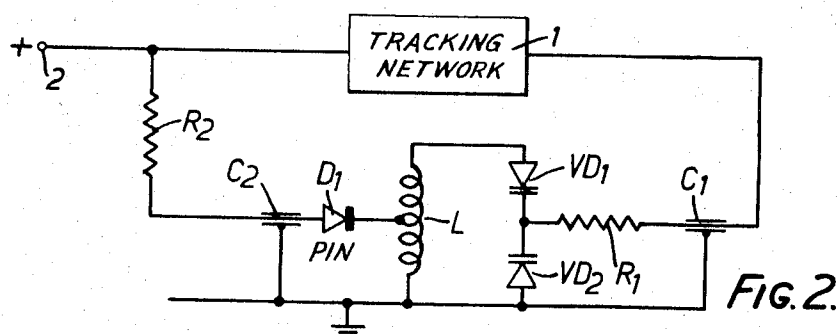 TRACKING NETWORK
1
+
2
R2
C2
D1
PIN
L
VD1
VD2
R1
C1
FIG. 2.